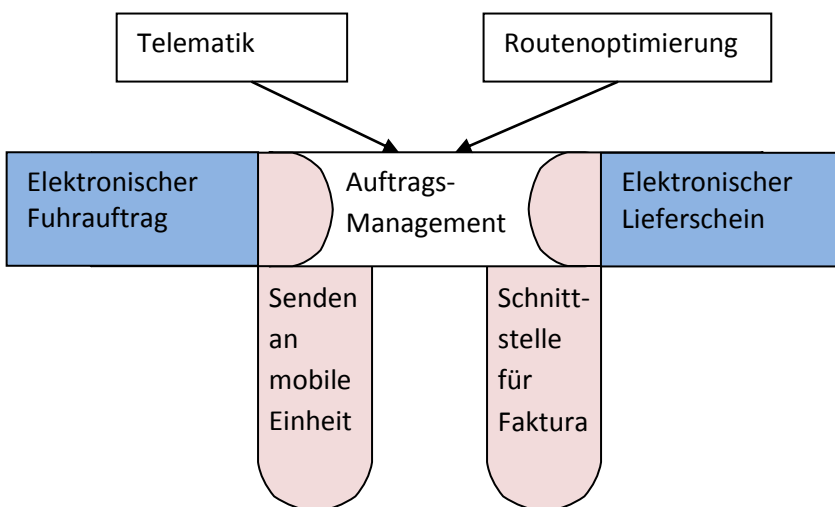 Telematik
Routenoptimierung
Elektronischer
Fuhrauftrag
Auftrags-
Management
Elektronischer
Lieferschein
Senden
an
mobile
Einheit
Schnitt-
stelle
für
Faktura